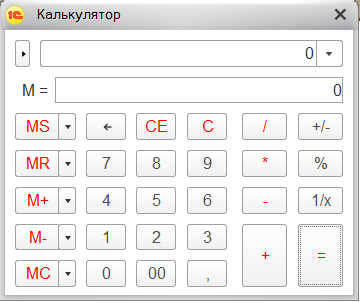 1С Калькулятор
0
M = 0
MS ← CE C / +/-
MR 7 8 9 * %
M+ 4 5 6 - 1/x
M- 1 2 3
MC 0 00 ,
+ =